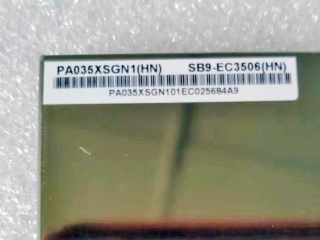 PA035XSGN1(HN) SB9-EC3506(HN)
PA035XSGN101EC025684A9